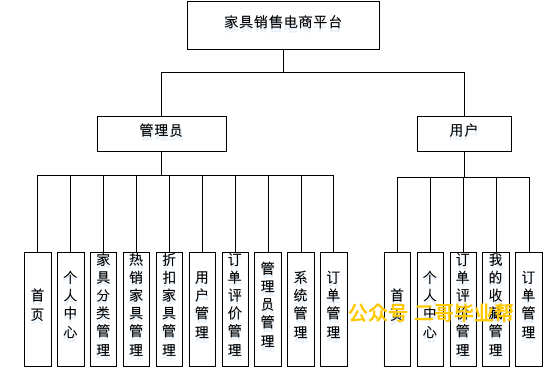 家具销售电商平台
管理员
用户
首页
个人中心
家具分类管理
热销家具管理
折扣家具管理
用户管理
订单评价管理
管理员管理
系统管理
订单管理
首页
个人中心
订单评价管理
我的收藏管理
订单管理
公众号 二哥毕业帮